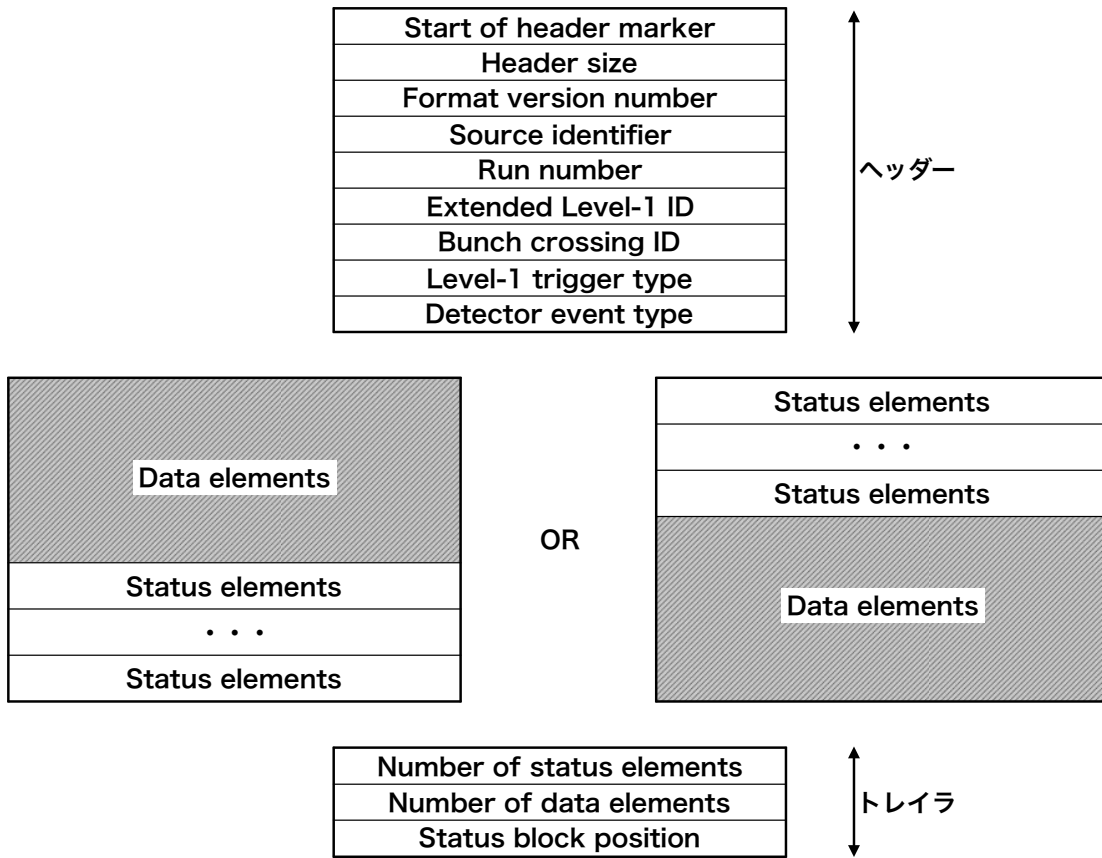 Start of header marker
Header size
Format version number
Source identifier
Run number
Extended Level-1 ID
Bunch crossing ID
Level-1 trigger type
Detector event type
ヘッダー
Data elements
Status elements
・・・
Status elements
OR
Status elements
・・・
Status elements
Data elements
Number of status elements
Number of data elements
Status block position
トレイラ